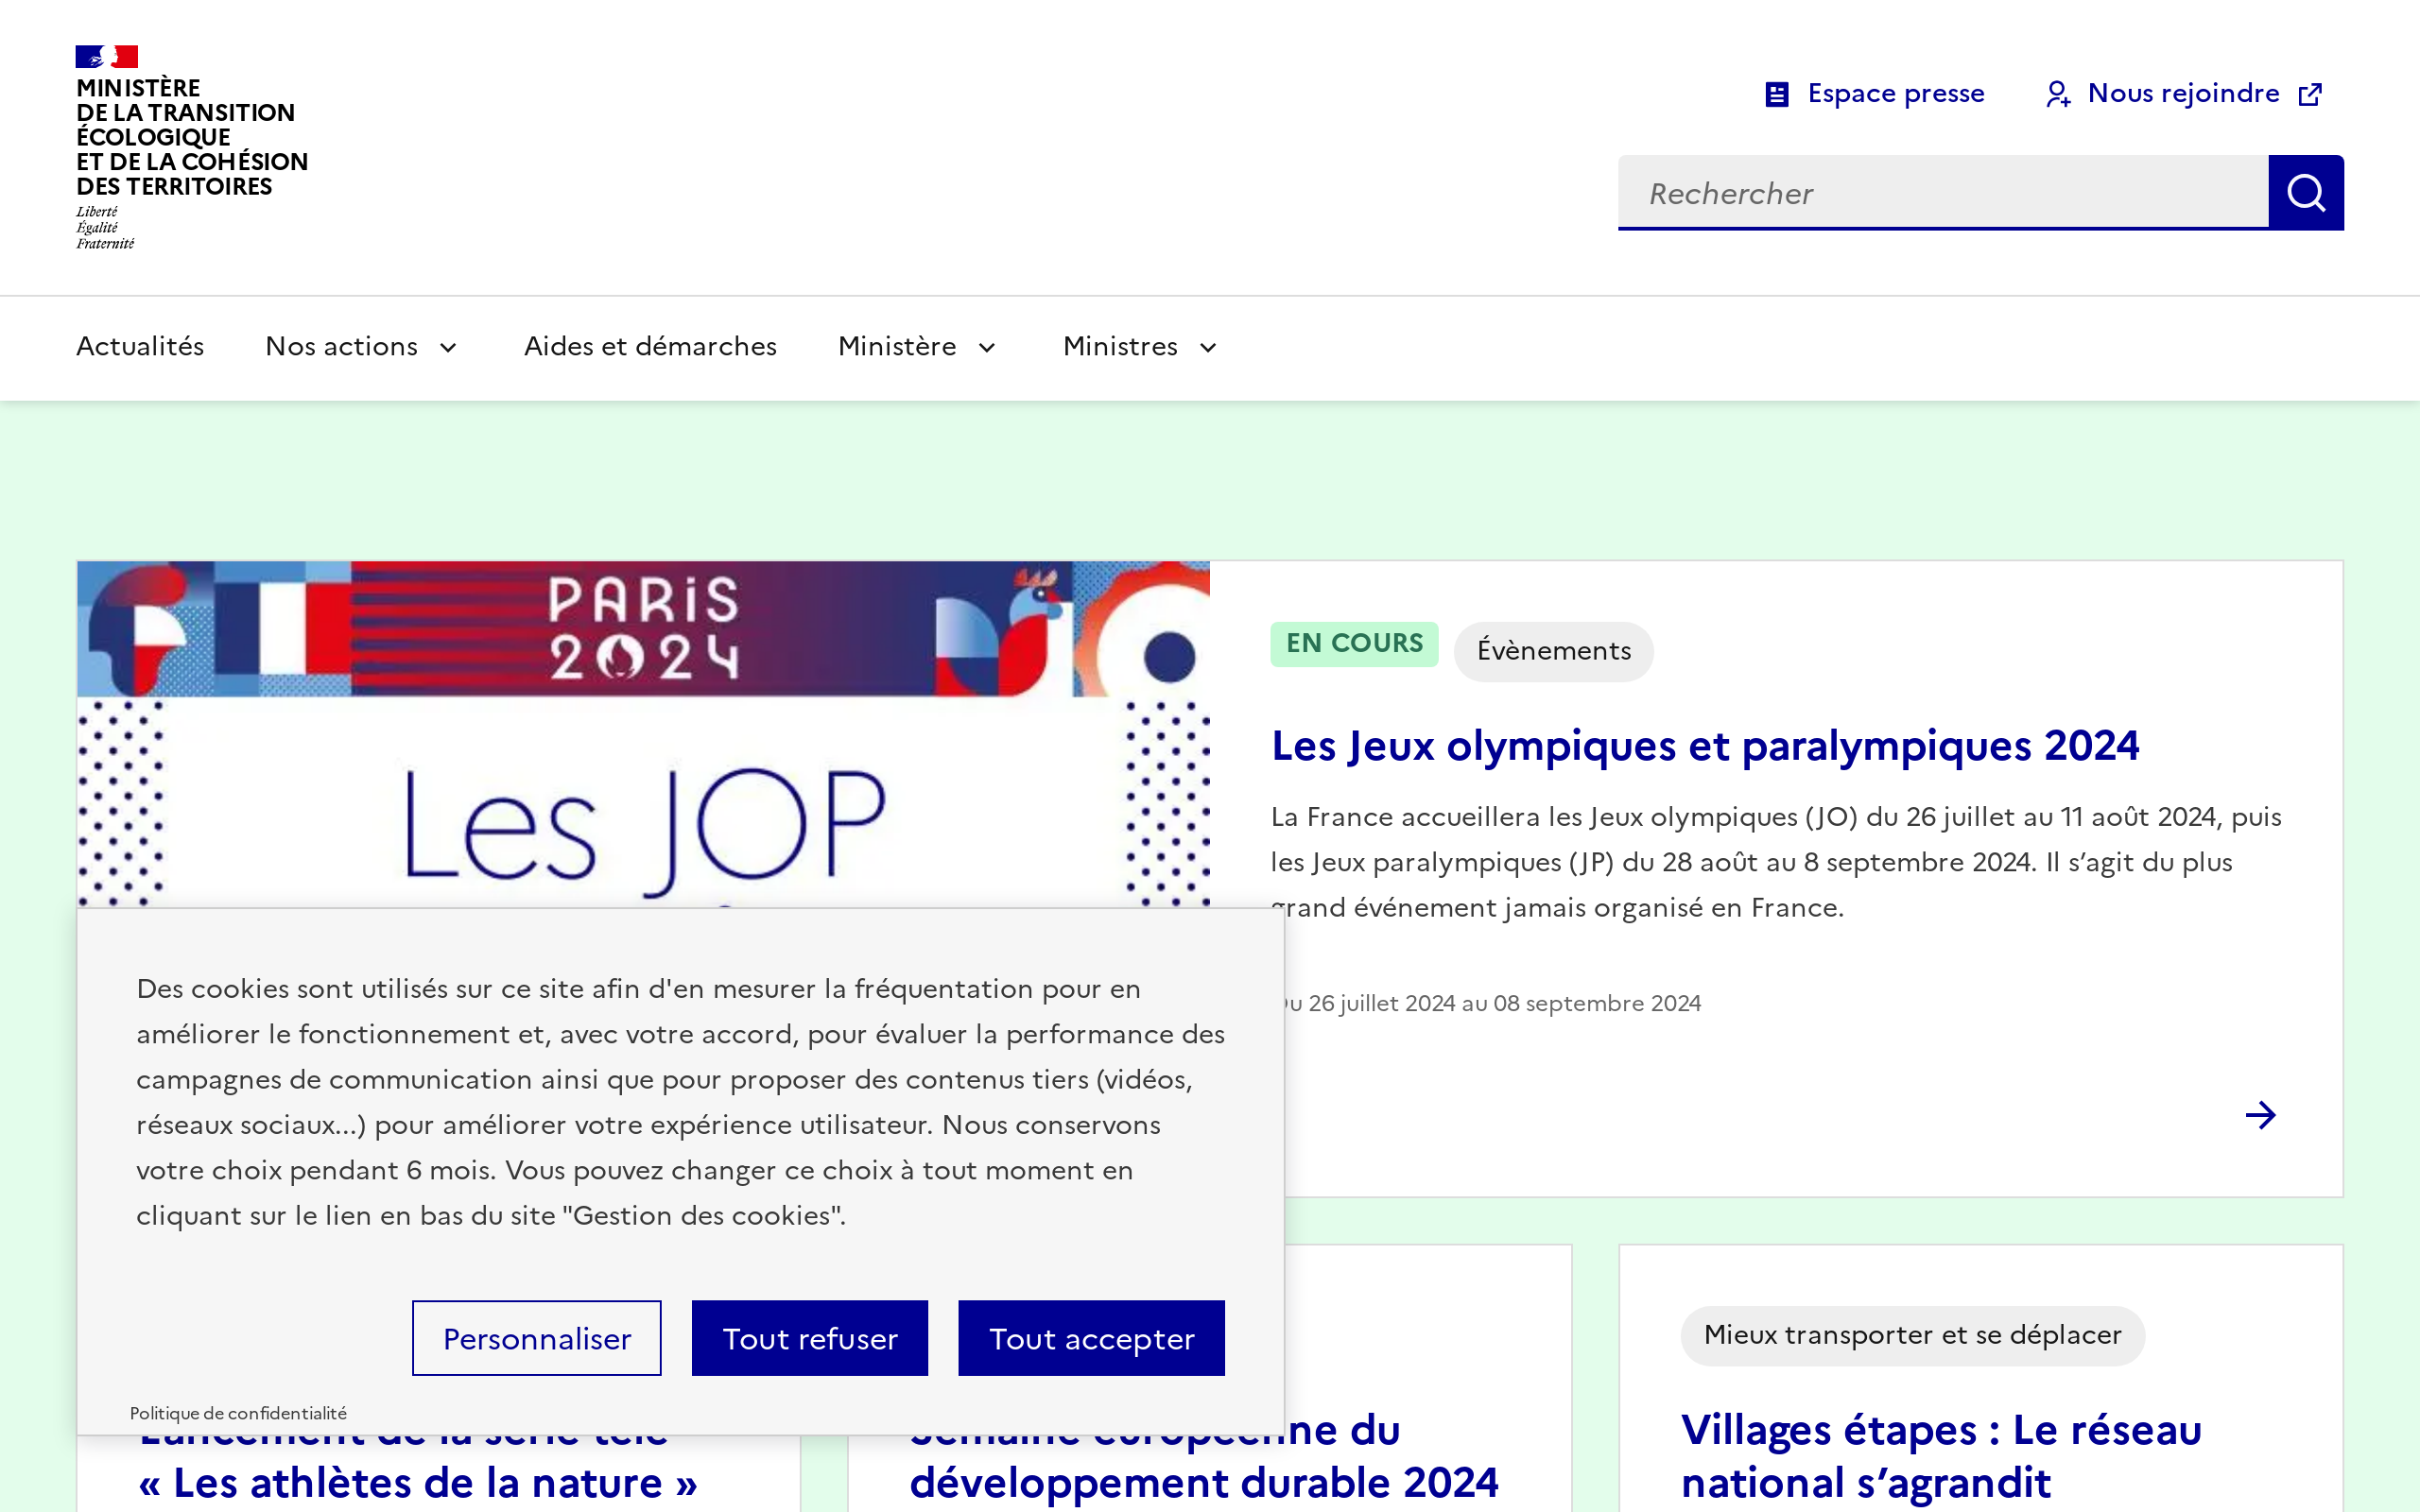 MINISTÈRE
DE LA TRANSITION
ÉCOLOGIQUE
ET DE LA COHÉSION
DES TERRITOIRES
Liberté
Égalité
Fraternité
Espace presse
Nous rejoindre
Rechercher
Actualités
Nos actions
Aides et démarches
Ministère
Ministres
PARIS
2024
Les JOP
EN COURS
Évènements
Les Jeux olympiques et paralympiques 2024
La France accueillera les Jeux olympiques (JO) du 26 juillet au 11 août 2024, puis
les Jeux paralympiques (JP) du 28 août au 8 septembre 2024. Il s’agit du plus
grand événement jamais organisé en France.
Du 26 juillet 2024 au 08 septembre 2024
Des cookies sont utilisés sur ce site afin d'en mesurer la fréquentation pour en
améliorer le fonctionnement et, avec votre accord, pour évaluer la performance des
campagnes de communication ainsi que pour proposer des contenus tiers (vidéos,
réseaux sociaux...) pour améliorer votre expérience utilisateur. Nous conservons
votre choix pendant 6 mois. Vous pouvez changer ce choix à tout moment en
cliquant sur le lien en bas du site "Gestion des cookies".
Personnaliser
Tout refuser
Tout accepter
Politique de confidentialité
Lancement de la série télé
« Les athlètes de la nature »
Semaine européenne du
développement durable 2024
Mieux transporter et se déplacer
Villages étapes : Le réseau
national s’agrandit